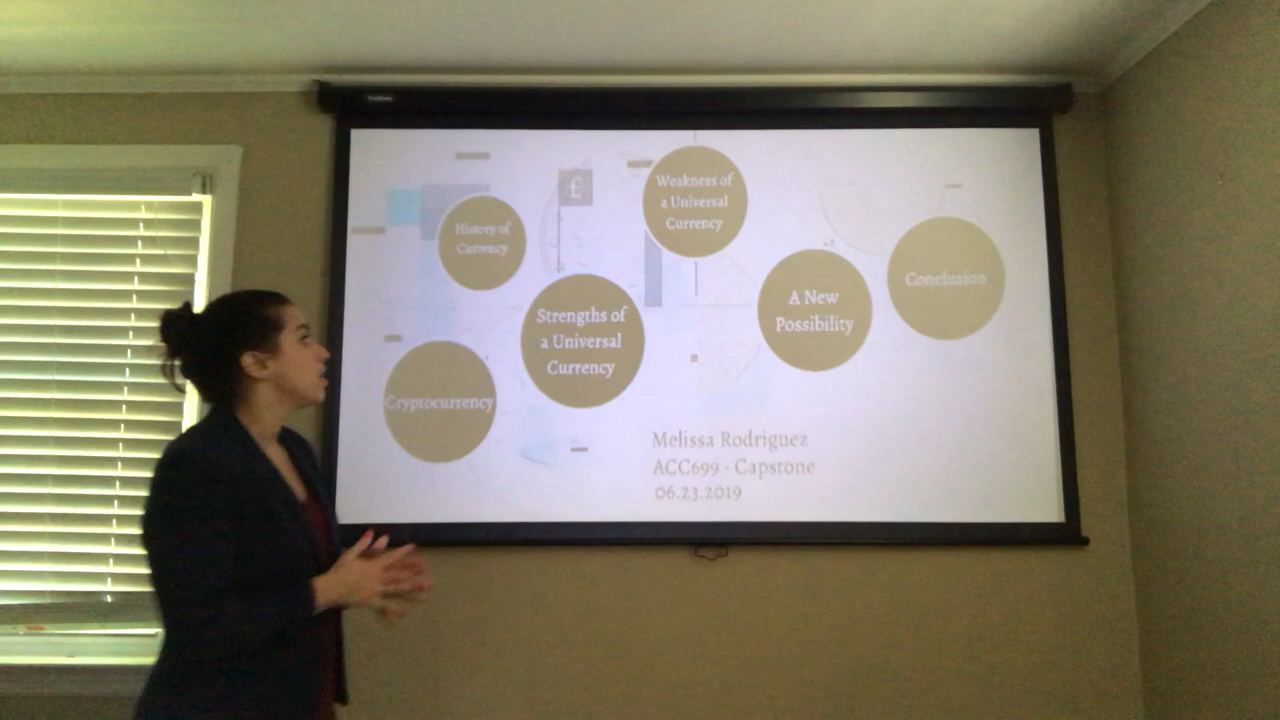 History of
Currency
Cryptocurrency
Strengths of
a Universal
Currency
£
Weakness of
a Universal
Currency
A New
Possibility
Conclusion
Melissa Rodriguez
ACC699 - Capstone
06.23.2019